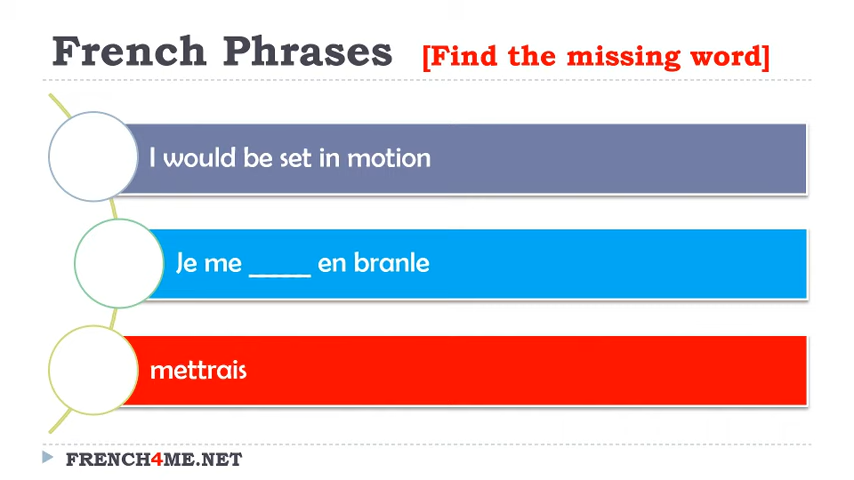 French Phrases [Find the missing word]
I would be set in motion
Je me _____ en branle
mettrais
FRENCH4ME.NET